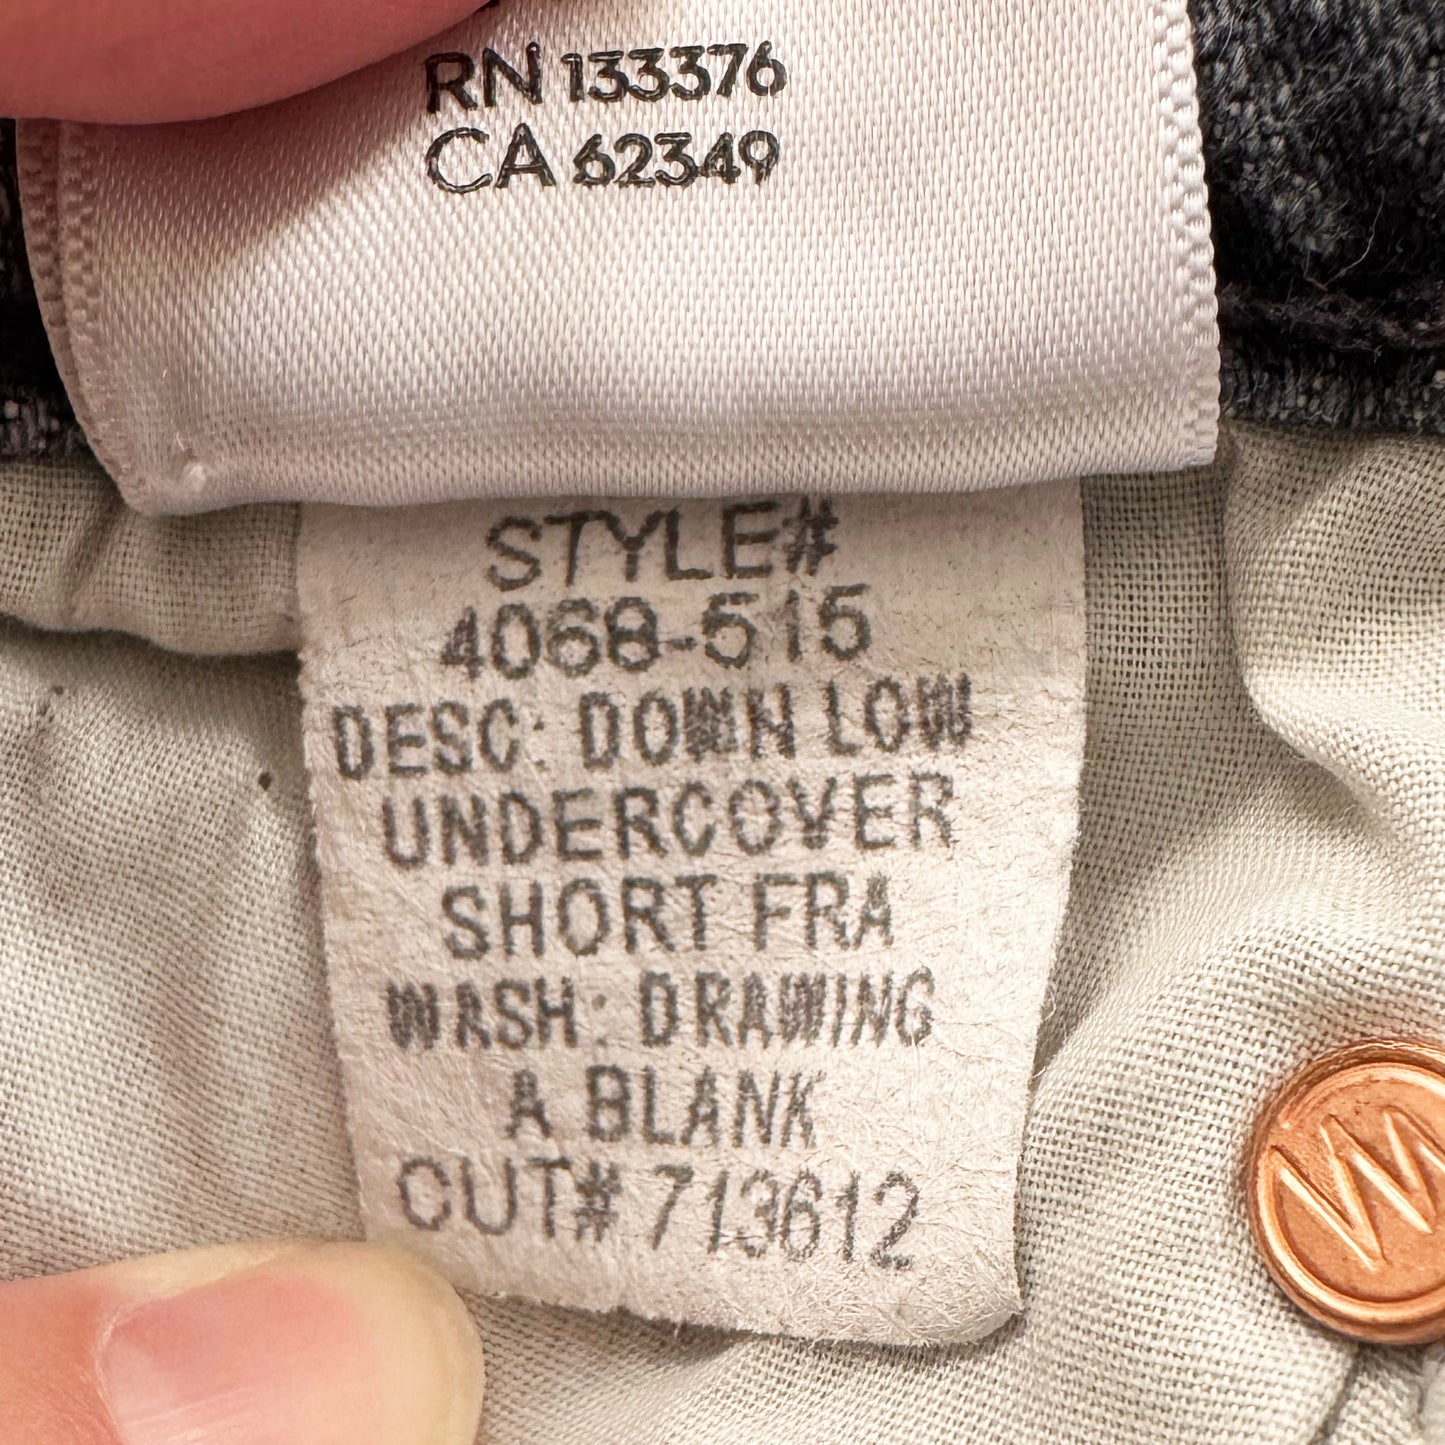 RN 133376
CA 62349
STYLE#
4068-515
DESC: DOWN LOW
UNDERCOVER
SHORT FRA
WASH: DRAWING
A BLANK
CUT# 713612